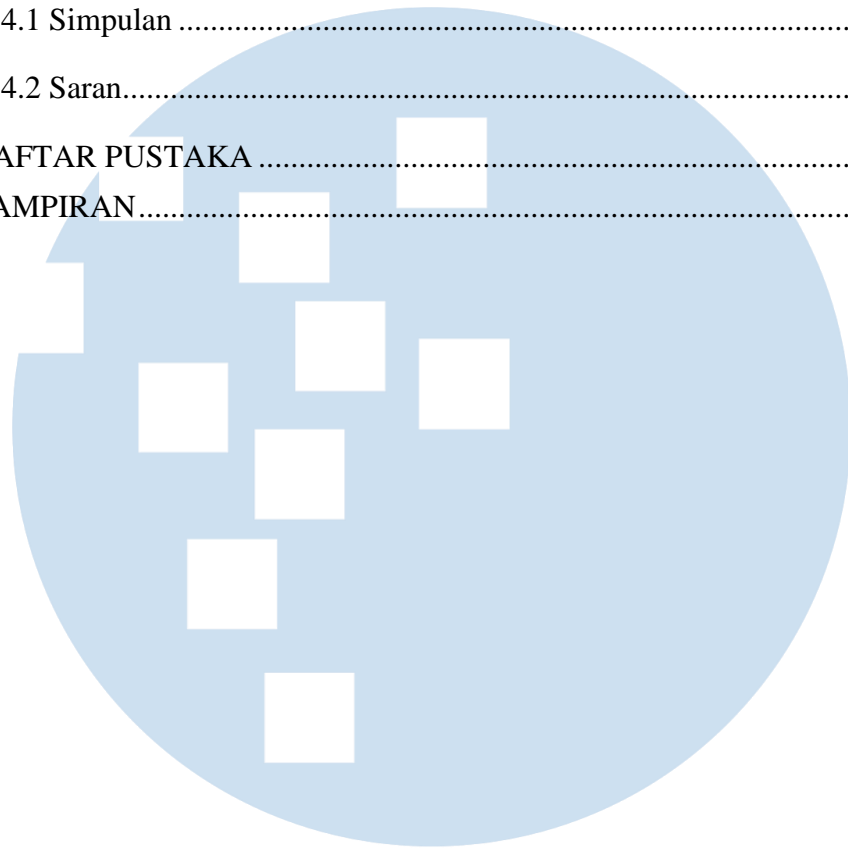 4.1 Simpulan ........................................................................................
4.2 Saran................................................................................................
AFTAR PUSTAKA ..............................................................................
AMPIRAN..............................................................................................